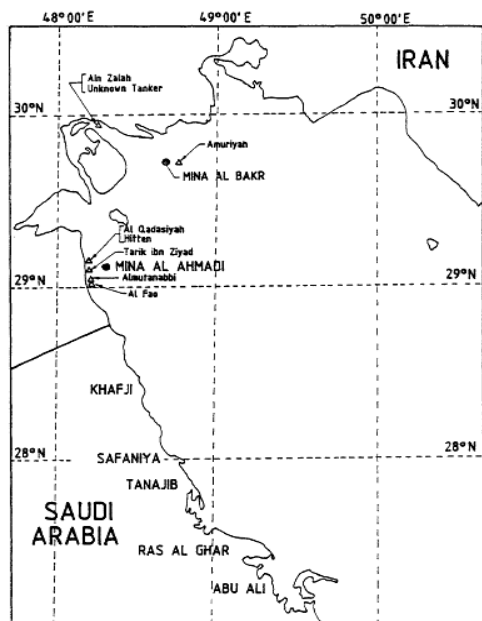 48°00'E
49°00'E
50°00'E
IRAN
Ain Zalah
Unknown Tanker
30°N
30°N
Amuriyah
MINA AL BAKR
Al Qadasiyah
Hitten
Tarik ibn Ziyad
MINA AL AHMADI
Almutanabbi
29°N
29°N
Al Fao
KHAFJI
28°N
28°N
SAFANIYA
TANAJIB
SAUDI
ARABIA
RAS AL GHAR
ABU ALI